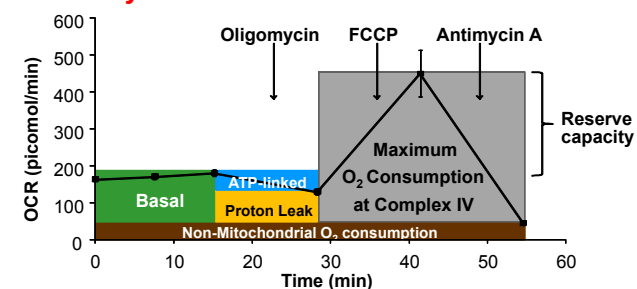 600
500
400
300
200
100
0
OCR (picomol/min)
Oligomycin
FCCP
Antimycin A
Reserve
capacity
Maximum
O2 Consumption
at Complex IV
ATP-linked
Basal
Proton Leak
Non-Mitochondrial O2 consumption
0 10 20 30 40 50 60
Time (min)